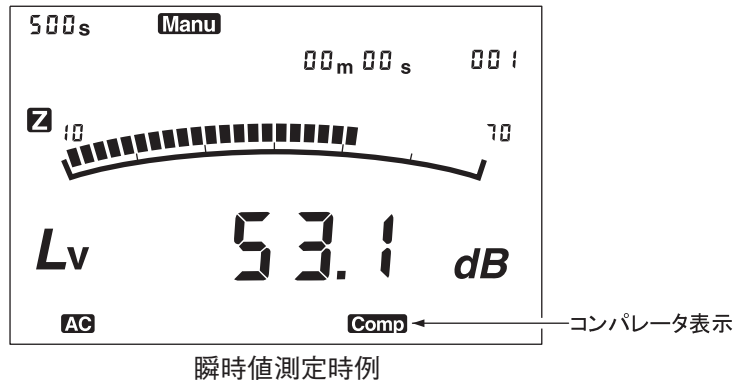 500s Manu
00m 00s 001
Z 10 70
Lv 53.1 dB
AC Comp コンパレータ表示
瞬時値測定時例